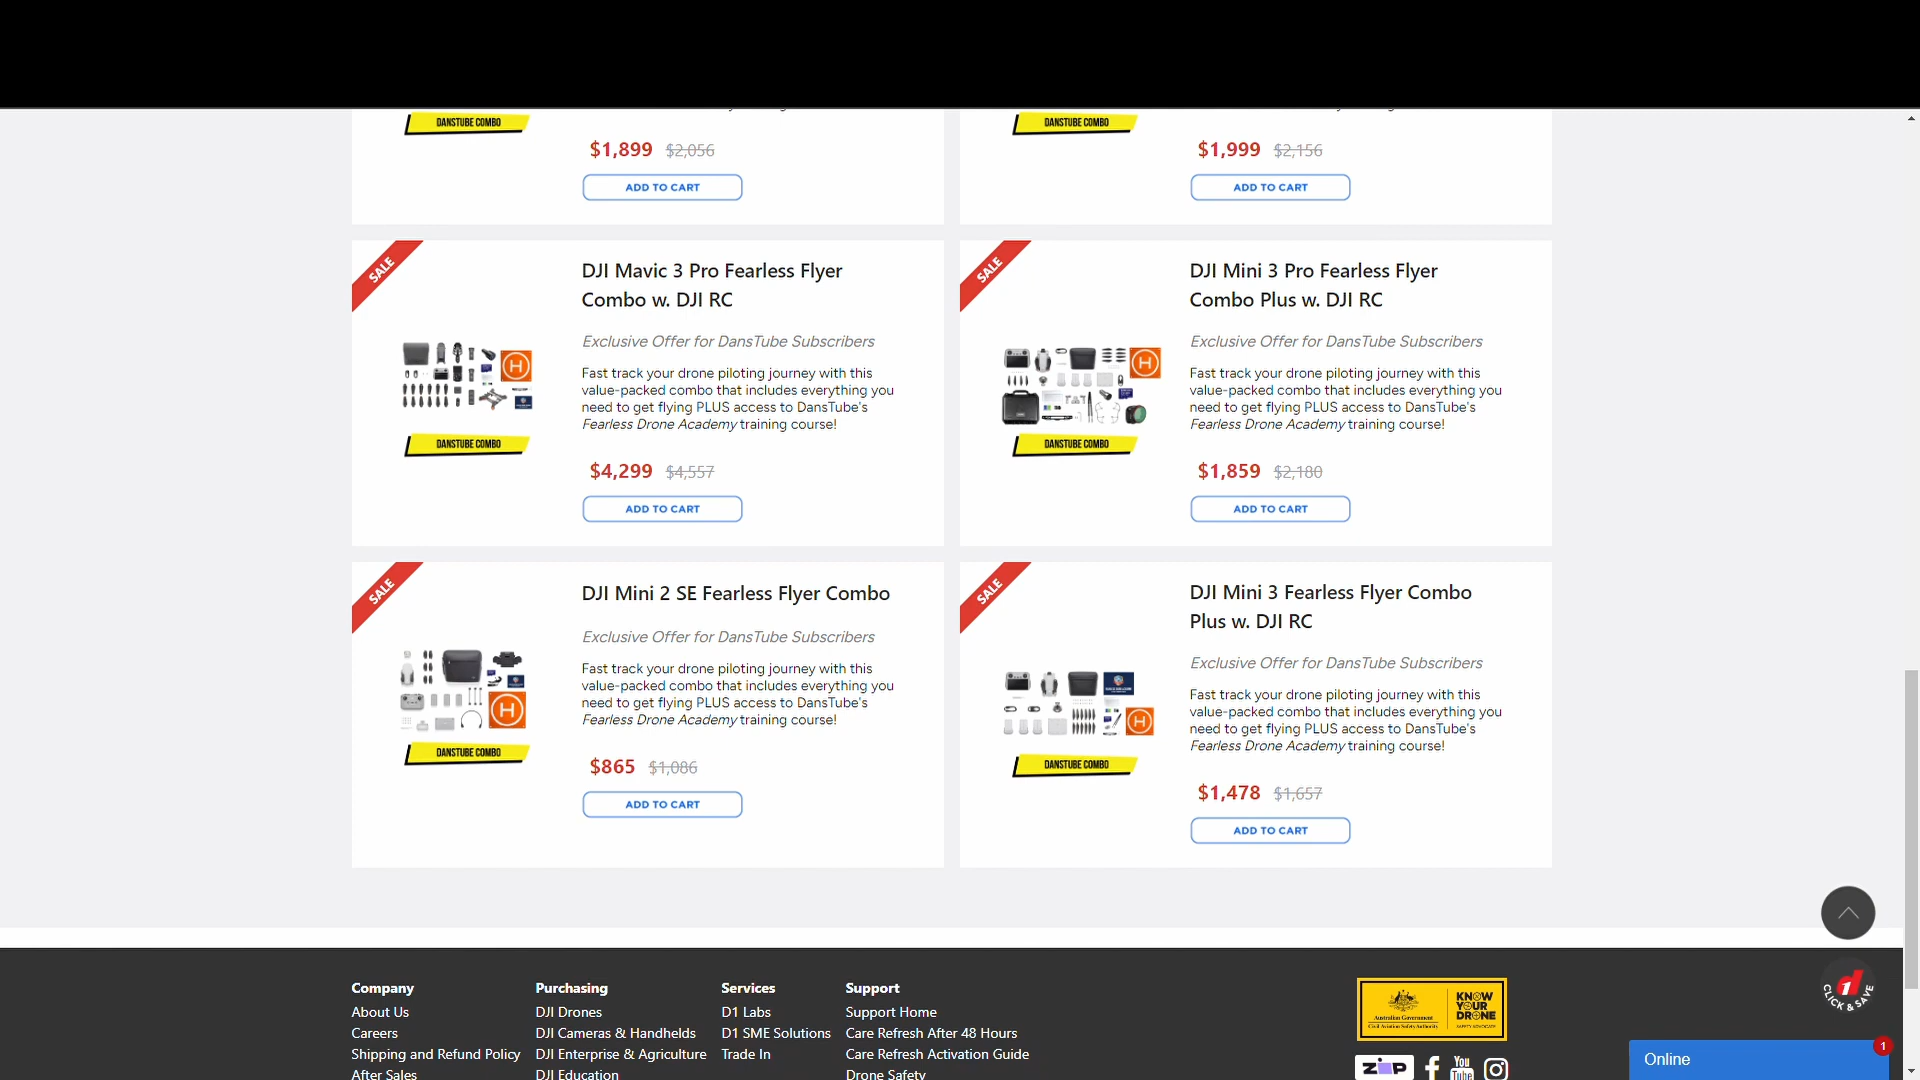 DANSTUBE COMBO
$1,899 $2,056
ADD TO CART
DANSTUBE COMBO
$1,999 $2,156
ADD TO CART
SALE
DJI Mavic 3 Pro Fearless Flyer
Combo w. DJI RC
Exclusive Offer for DansTube Subscribers
Fast track your drone piloting journey with this
value-packed combo that includes everything you
need to get flying PLUS access to DansTube's
Fearless Drone Academy training course!
H
DANSTUBE COMBO
$4,299 $4,557
ADD TO CART
SALE
DJI Mini 3 Pro Fearless Flyer
Combo Plus w. DJI RC
Exclusive Offer for DansTube Subscribers
Fast track your drone piloting journey with this
value-packed combo that includes everything you
need to get flying PLUS access to DansTube's
Fearless Drone Academy training course!
H
DANSTUBE COMBO
$1,859 $2,180
ADD TO CART
SALE
DJI Mini 2 SE Fearless Flyer Combo
Exclusive Offer for DansTube Subscribers
Fast track your drone piloting journey with this
value-packed combo that includes everything you
need to get flying PLUS access to DansTube's
Fearless Drone Academy training course!
H
DANSTUBE COMBO
$865 $1,086
ADD TO CART
SALE
DJI Mini 3 Fearless Flyer Combo
Plus w. DJI RC
Exclusive Offer for DansTube Subscribers
Fast track your drone piloting journey with this
value-packed combo that includes everything you
need to get flying PLUS access to DansTube's
Fearless Drone Academy training course!
H
DANSTUBE COMBO
$1,478 $1,657
ADD TO CART
Company
About Us
Careers
Shipping and Refund Policy
After Sales
Purchasing
DJI Drones
DJI Cameras & Handhelds
DJI Enterprise & Agriculture
DJI Education
Services
D1 Labs
D1 SME Solutions
Trade In
Support
Support Home
Care Refresh After 48 Hours
Care Refresh Activation Guide
Drone Safety
Australian Government
Civil Aviation Safety Authority
KNOW
YOUR
DRONE
SAFETY ADVOCATE
ZIP
You
Tube
d1
CLICK & SAVE
Online
1